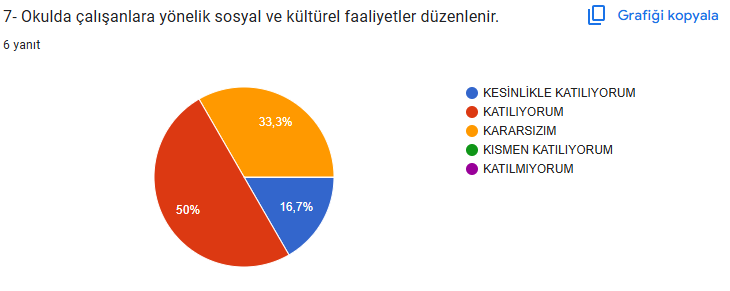 7- Okulda çalışanlara yönelik sosyal ve kültürel faaliyetler düzenlenir.
Grafiği kopyala
6 yanıt
33,3%
50%
16,7%
KESİNLİKLE KATILIYORUM
KATILIYORUM
KARARSIZIM
KISMEN KATILIYORUM
KATILMIYORUM